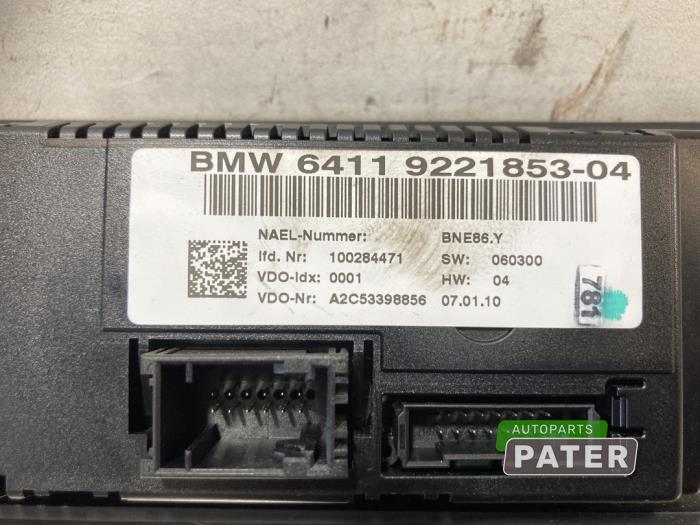 BMW 6411 9221853-04
NAEL-Nummer: BNE86.Y
lfd. Nr: 100284471 SW: 060300
VDO-Idx: 0001 HW: 04
VDO-Nr: A2C53398856 07.01.10
781
AUTOPARTS
PATER